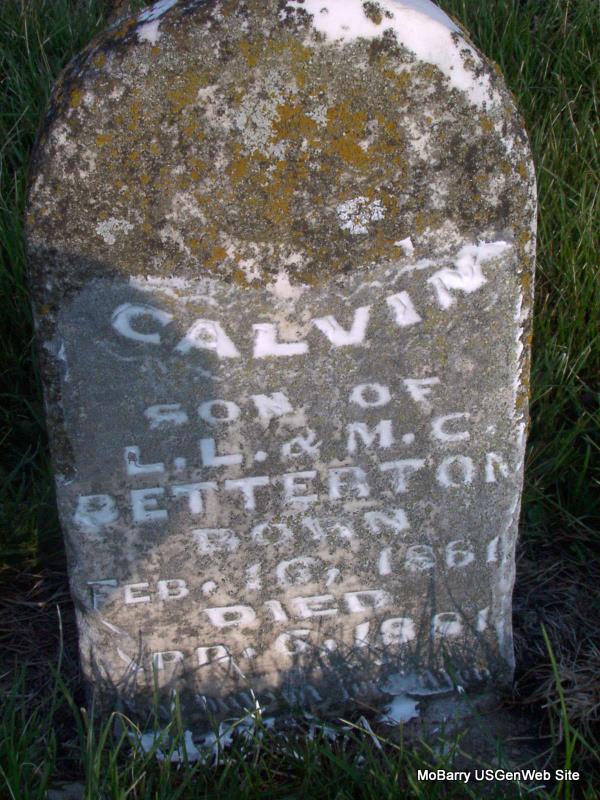 CALVIN
SON OF
L. L. & M. C.
BETTERTON
BORN
FEB. 16, 1861
DIED
MoBarry USGenWeb Site